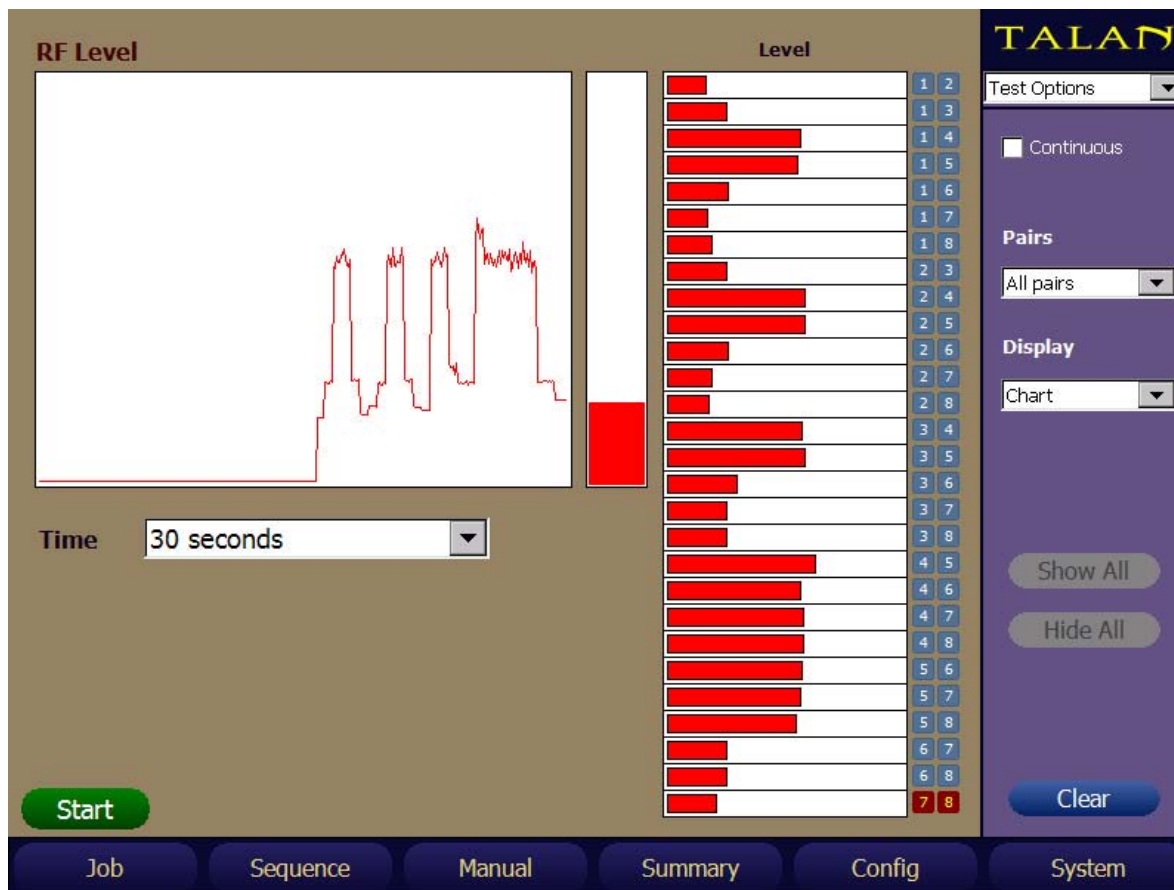 RF Level
Level
TALAN
Test Options
1 2
1 3
1 4
1 5
1 6
1 7
1 8
2 3
2 4
2 5
2 6
2 7
2 8
3 4
3 5
3 6
3 7
3 8
4 5
4 6
4 7
4 8
5 6
5 7
5 8
6 7
6 8
7 8
Continuous
Pairs
All pairs
Display
Chart
Show All
Hide All
Clear
Time 30 seconds
Start
Job Sequence Manual Summary Config System